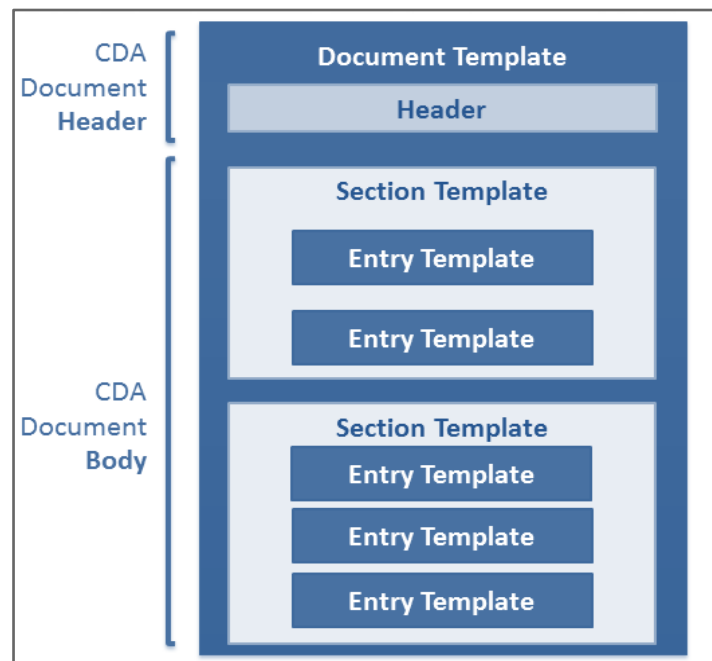 CDA
Document
Header
Document Template
Header
CDA
Document
Body
Section Template
Entry Template
Entry Template
Section Template
Entry Template
Entry Template
Entry Template